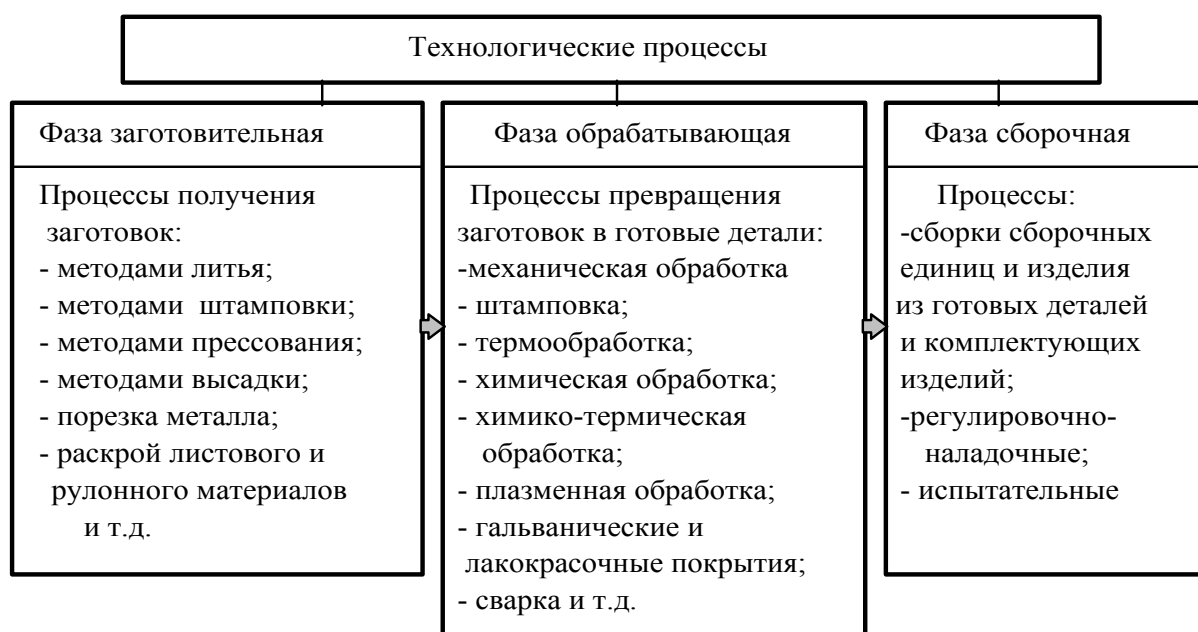 Технологические процессы
Фаза заготовительная
Процессы получения
заготовок:
- методами литья;
- методами штамповки;
- методами прессования;
- методами высадки;
- порезка металла;
- раскрой листового и
рулонного материалов
и т.д.
Фаза обрабатывающая
Процессы превращения
заготовок в готовые детали:
-механическая обработка
- штамповка;
- термообработка;
- химическая обработка;
- химико-термическая
обработка;
- плазменная обработка;
- гальванические и
лакокрасочные покрытия;
- сварка и т.д.
Фаза сборочная
Процессы:
-сборки сборочных
единиц и изделия
из готовых деталей
и комплектующих
изделий;
-регулировочно-
наладочные;
- испытательные